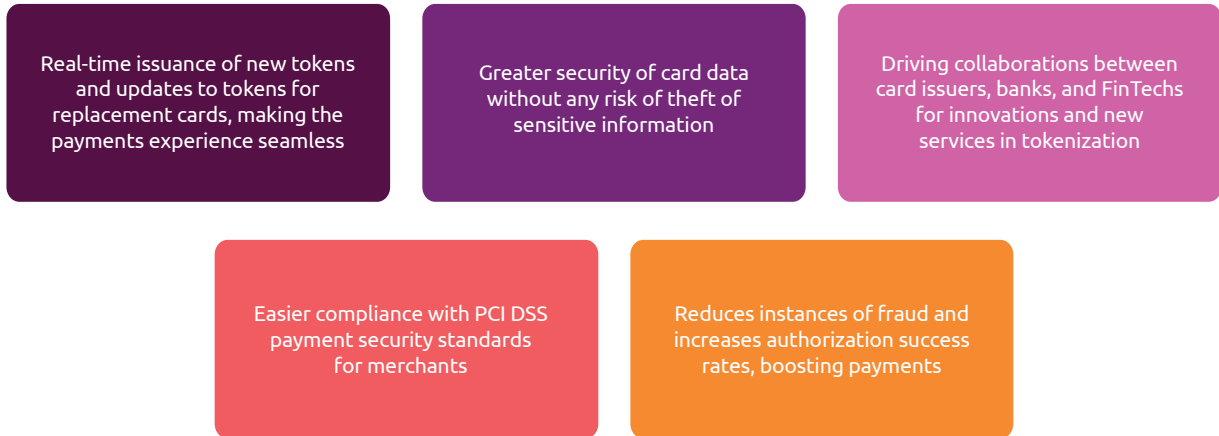 Real-time issuance of new tokens
and updates to tokens for
replacement cards, making the
payments experience seamless
Greater security of card data
without any risk of theft of
sensitive information
Driving collaborations between
card issuers, banks, and FinTechs
for innovations and new
services in tokenization
Easier compliance with PCI DSS
payment security standards
for merchants
Reduces instances of fraud and
increases authorization success
rates, boosting payments